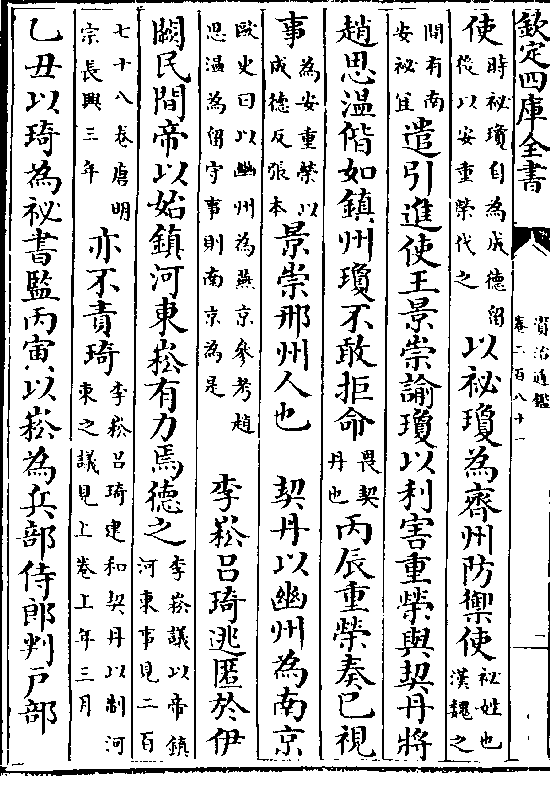 欽定四庫全書
資治通鑑
卷二百八十一
二
使時祕瓊自為成德留後以安重榮代之以祕瓊為齊州防禦使祕姓也漢魏之
間有南安祕宜遣引進使王景崇諭瓊以利害重榮與契丹將
趙思溫偕如鎮州瓊不敢拒命畏契丹也丙辰重榮奏已視
事為安重榮以成德反張本景崇邢州人也 契丹以幽州為南京
歐史曰以幽州為燕京參考趙思溫為留守事則南京為是 李崧呂琦逃匿於伊
闕民間帝以始鎮河東崧有力焉德之李崧議以帝鎮河東事見二百
七十八卷唐明宗長興三年亦不責琦李崧呂琦建和契丹以制河東之議見上卷上年三月
乙丑以琦為祕書監丙寅以崧為兵部侍郎判戶部